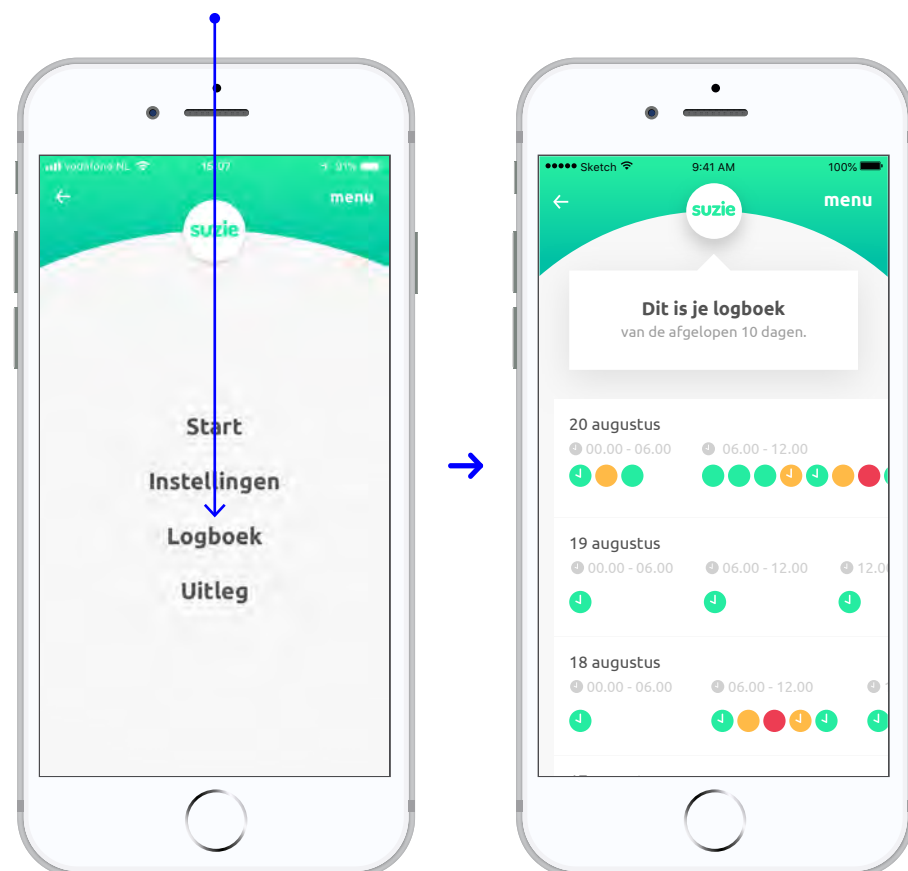 vodafone NL 15:07 91%
menu
suzie
Start
Instellingen
Logboek
Uitleg
Sketch 9:41 AM 100%
menu
suzie
Dit is je logboek
van de afgelopen 10 dagen.
20 augustus
00.00 - 06.00 06.00 - 12.00
19 augustus
00.00 - 06.00 06.00 - 12.00 12.0
18 augustus
00.00 - 06.00 06.00 - 12.00